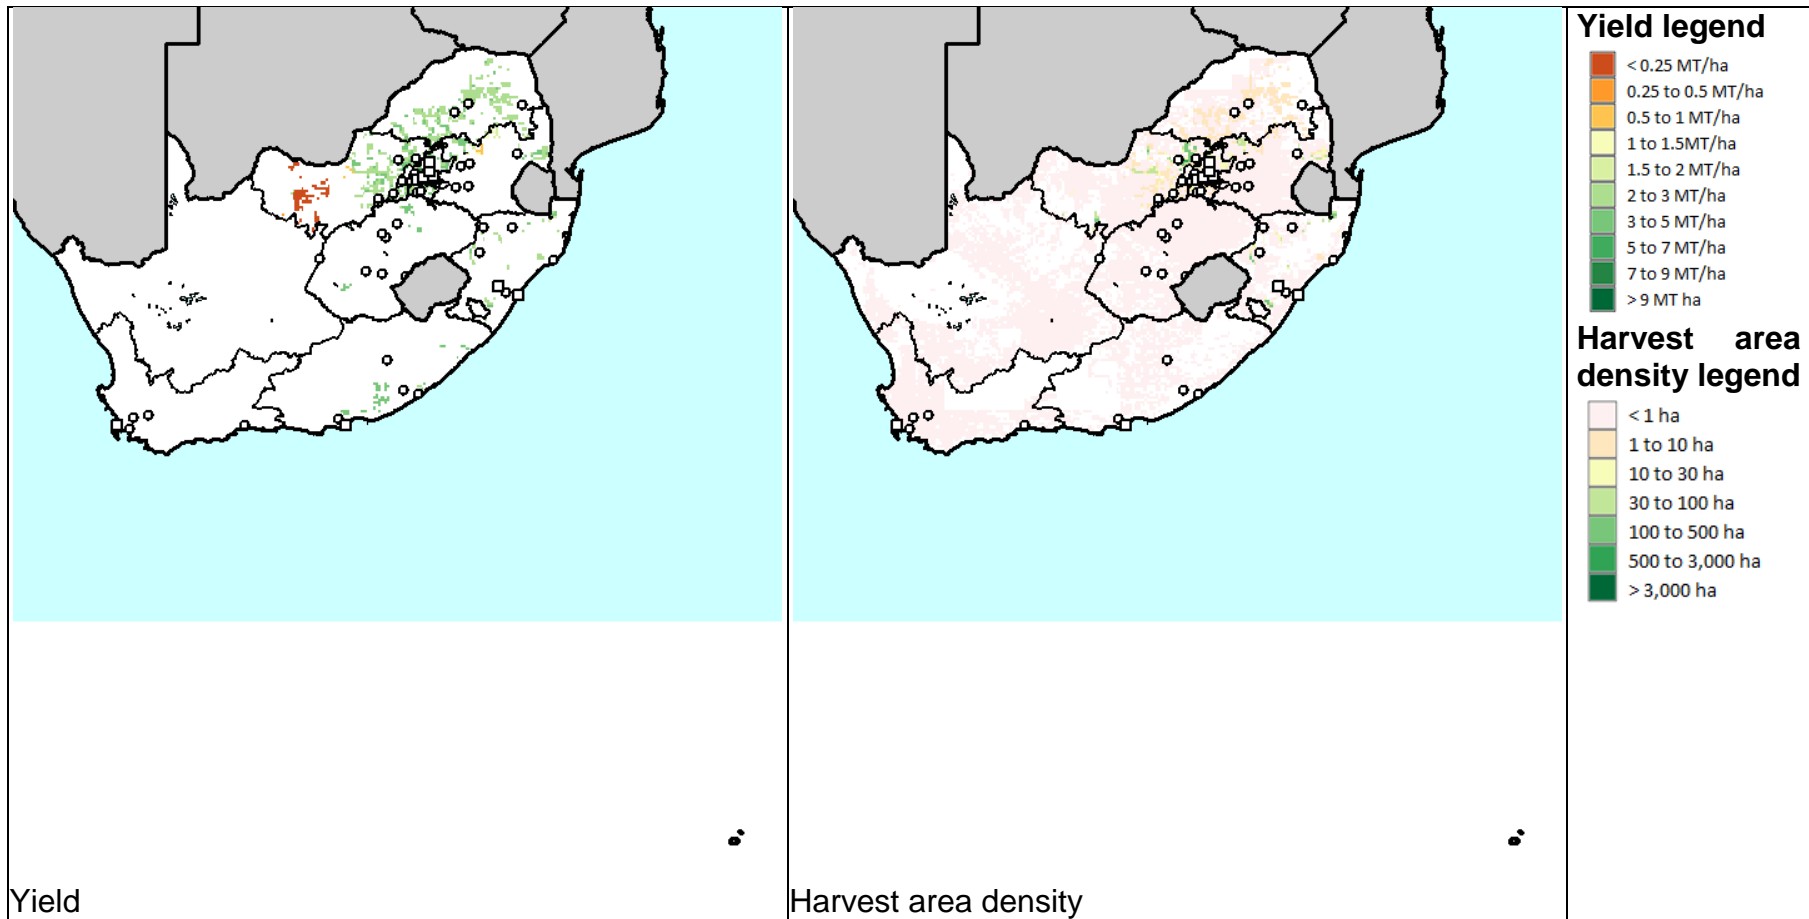 Yield
Harvest area density
Yield legend
< 0.25 MT/ha
0.25 to 0.5 MT/ha
0.5 to 1 MT/ha
1 to 1.5MT/ha
1.5 to 2 MT/ha
2 to 3 MT/ha
3 to 5 MT/ha
5 to 7 MT/ha
7 to 9 MT/ha
> 9 MT ha
Harvest area
density legend
< 1 ha
1 to 10 ha
10 to 30 ha
30 to 100 ha
100 to 500 ha
500 to 3,000 ha
> 3,000 ha